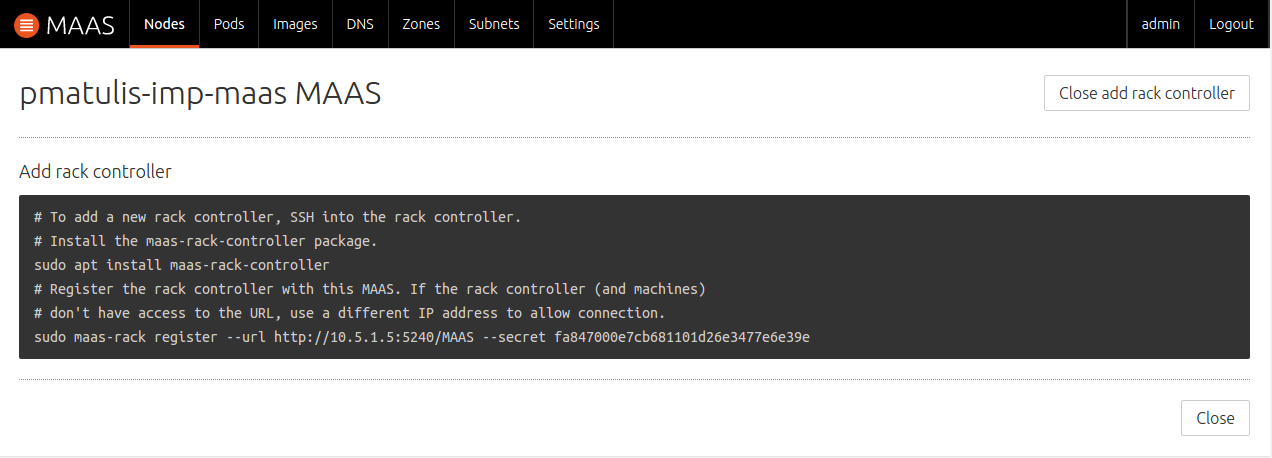 MAAS Nodes Pods Images DNS Zones Subnets Settings admin Logout
pmatulis-imp-maas MAAS
Close add rack controller
Add rack controller
# To add a new rack controller, SSH into the rack controller.
# Install the maas-rack-controller package.
sudo apt install maas-rack-controller
# Register the rack controller with this MAAS. If the rack controller (and machines)
# don't have access to the URL, use a different IP address to allow connection.
sudo maas-rack register --url http://10.5.1.5:5240/MAAS --secret fa847000e7cb681101d26e3477e6e39e
Close